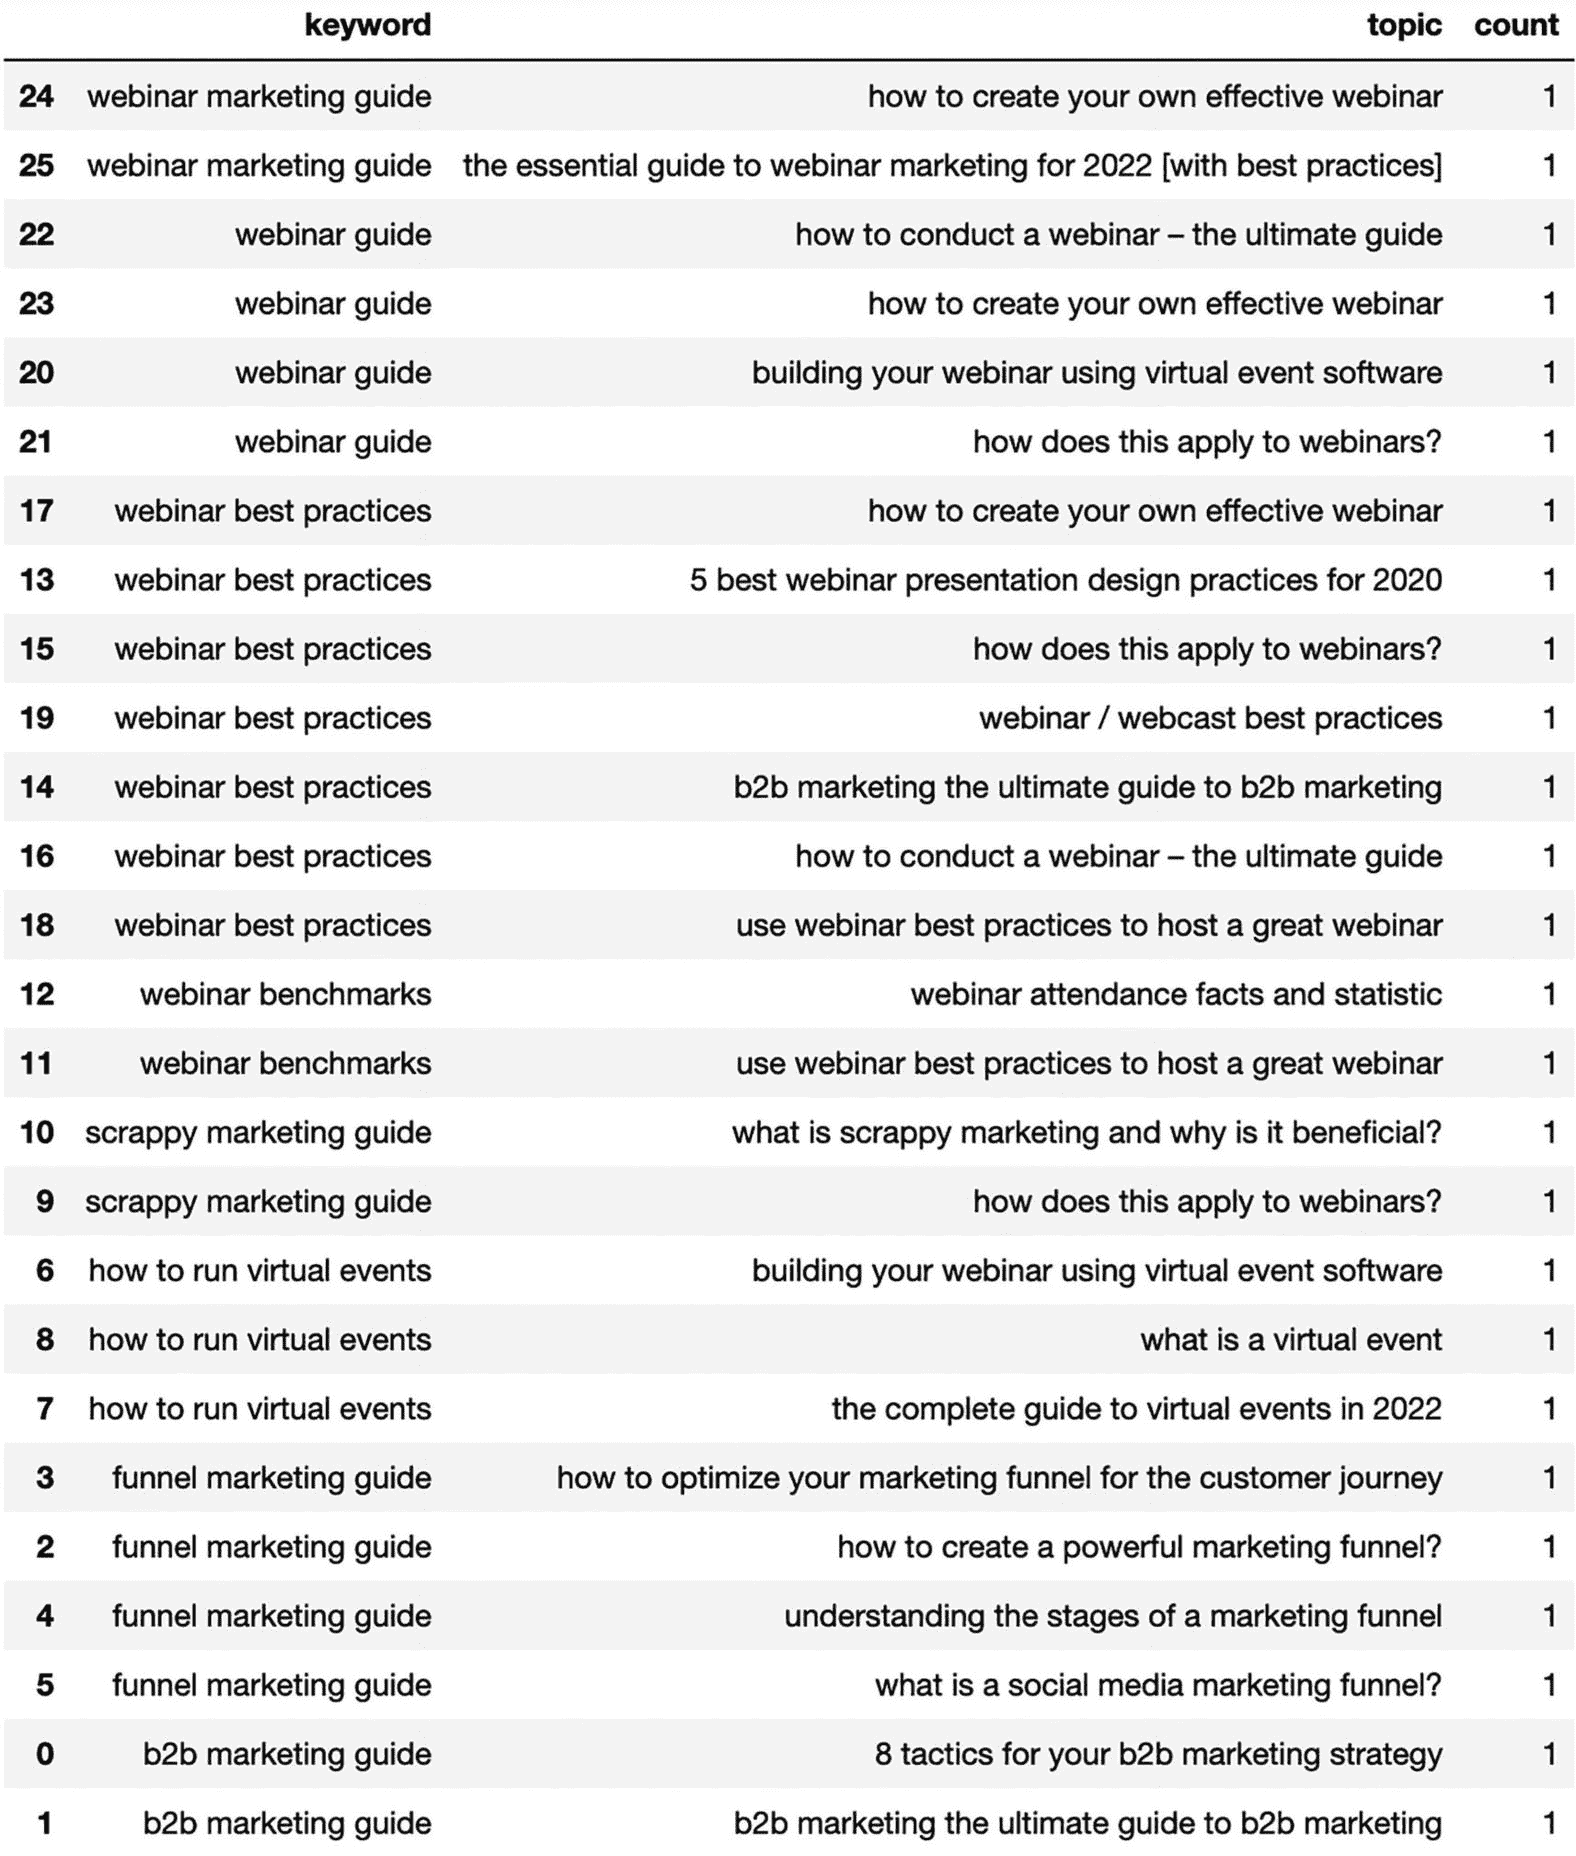 keyword topic count
24 webinar marketing guide how to create your own effective webinar 1
25 webinar marketing guide the essential guide to webinar marketing for 2022 [with best practices] 1
22 webinar guide how to conduct a webinar – the ultimate guide 1
23 webinar guide how to create your own effective webinar 1
20 webinar guide building your webinar using virtual event software 1
21 webinar guide how does this apply to webinars? 1
17 webinar best practices how to create your own effective webinar 1
13 webinar best practices 5 best webinar presentation design practices for 2020 1
15 webinar best practices how does this apply to webinars? 1
19 webinar best practices webinar / webcast best practices 1
14 webinar best practices b2b marketing the ultimate guide to b2b marketing 1
16 webinar best practices how to conduct a webinar – the ultimate guide 1
18 webinar best practices use webinar best practices to host a great webinar 1
12 webinar benchmarks webinar attendance facts and statistic 1
11 webinar benchmarks use webinar best practices to host a great webinar 1
10 scrappy marketing guide what is scrappy marketing and why is it beneficial? 1
9 scrappy marketing guide how does this apply to webinars? 1
6 how to run virtual events building your webinar using virtual event software 1
8 how to run virtual events what is a virtual event 1
7 how to run virtual events the complete guide to virtual events in 2022 1
3 funnel marketing guide how to optimize your marketing funnel for the customer journey 1
2 funnel marketing guide how to create a powerful marketing funnel? 1
4 funnel marketing guide understanding the stages of a marketing funnel 1
5 funnel marketing guide what is a social media marketing funnel? 1
0 b2b marketing guide 8 tactics for your b2b marketing strategy 1
1 b2b marketing guide b2b marketing the ultimate guide to b2b marketing 1